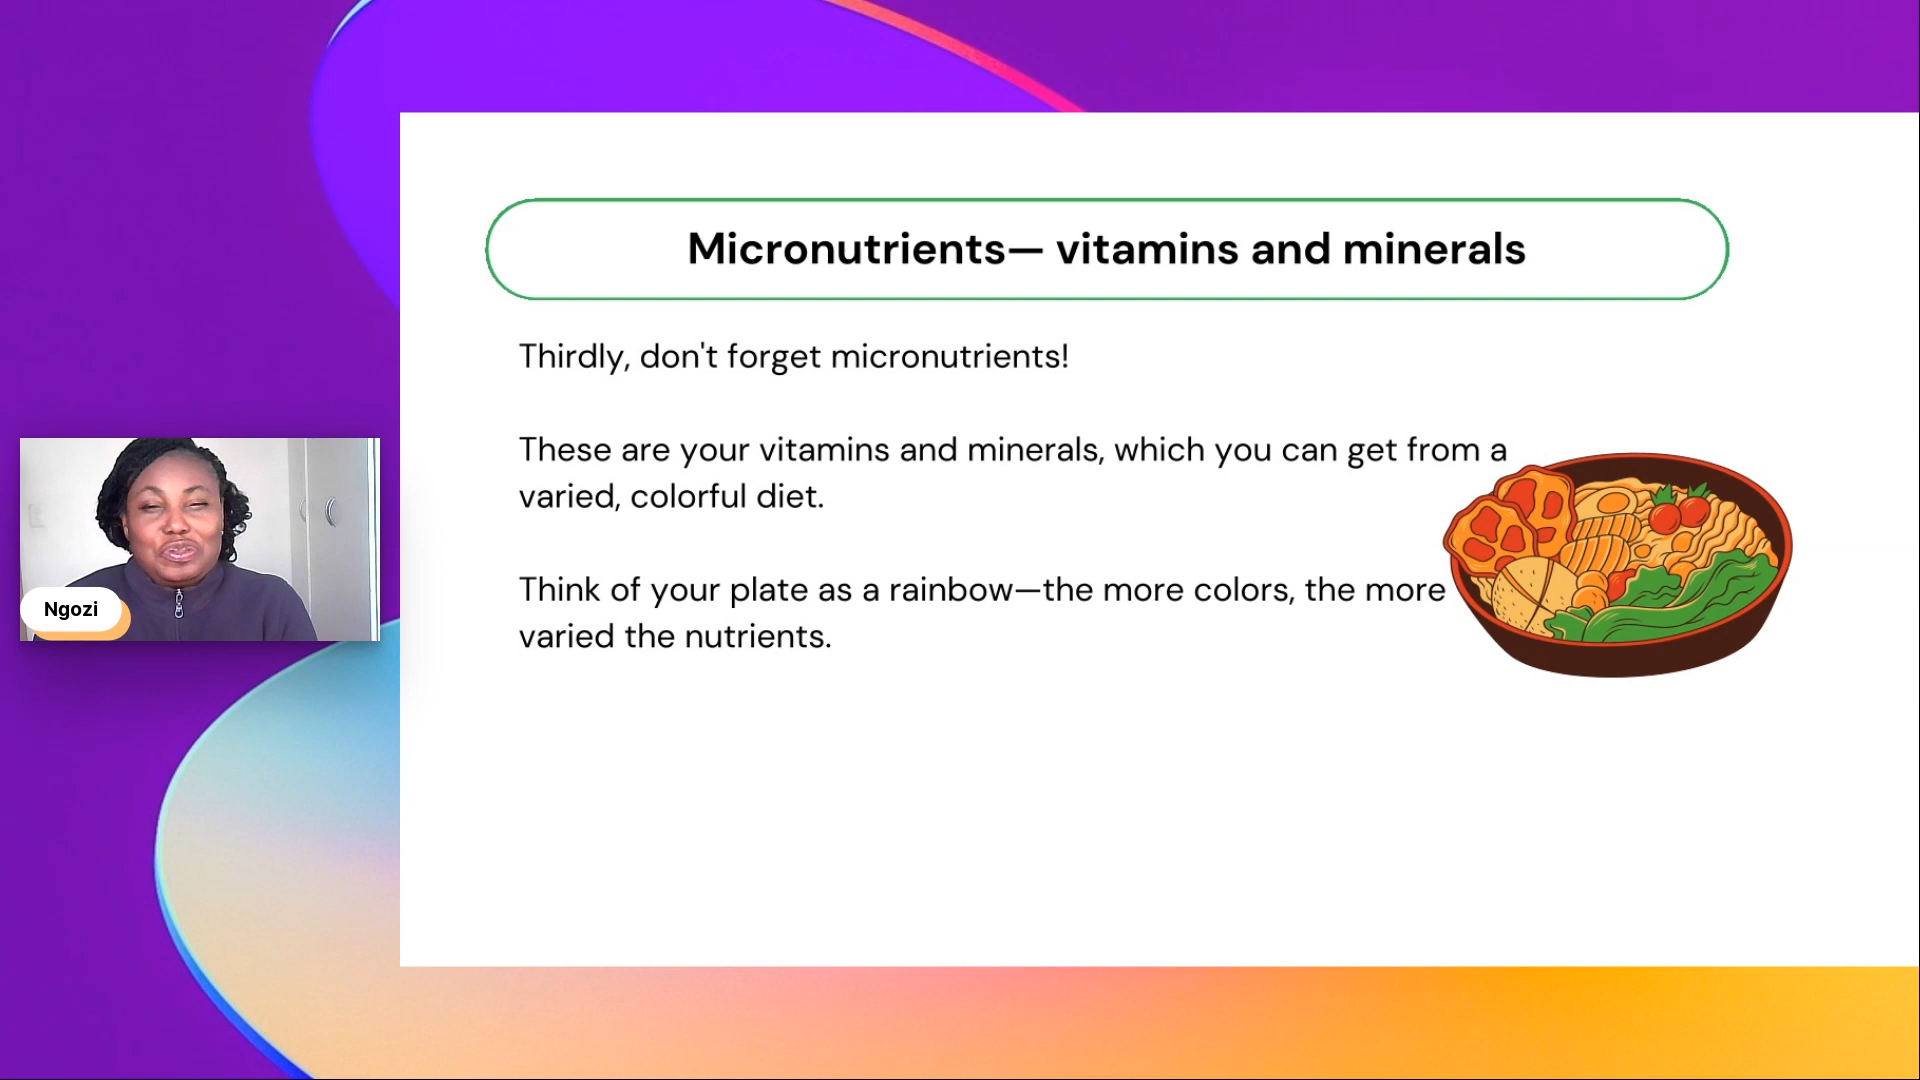 Micronutrients— vitamins and minerals
Thirdly, don't forget micronutrients!
These are your vitamins and minerals, which you can get from a
varied, colorful diet.
Think of your plate as a rainbow—the more colors, the more
varied the nutrients.
Ngozi